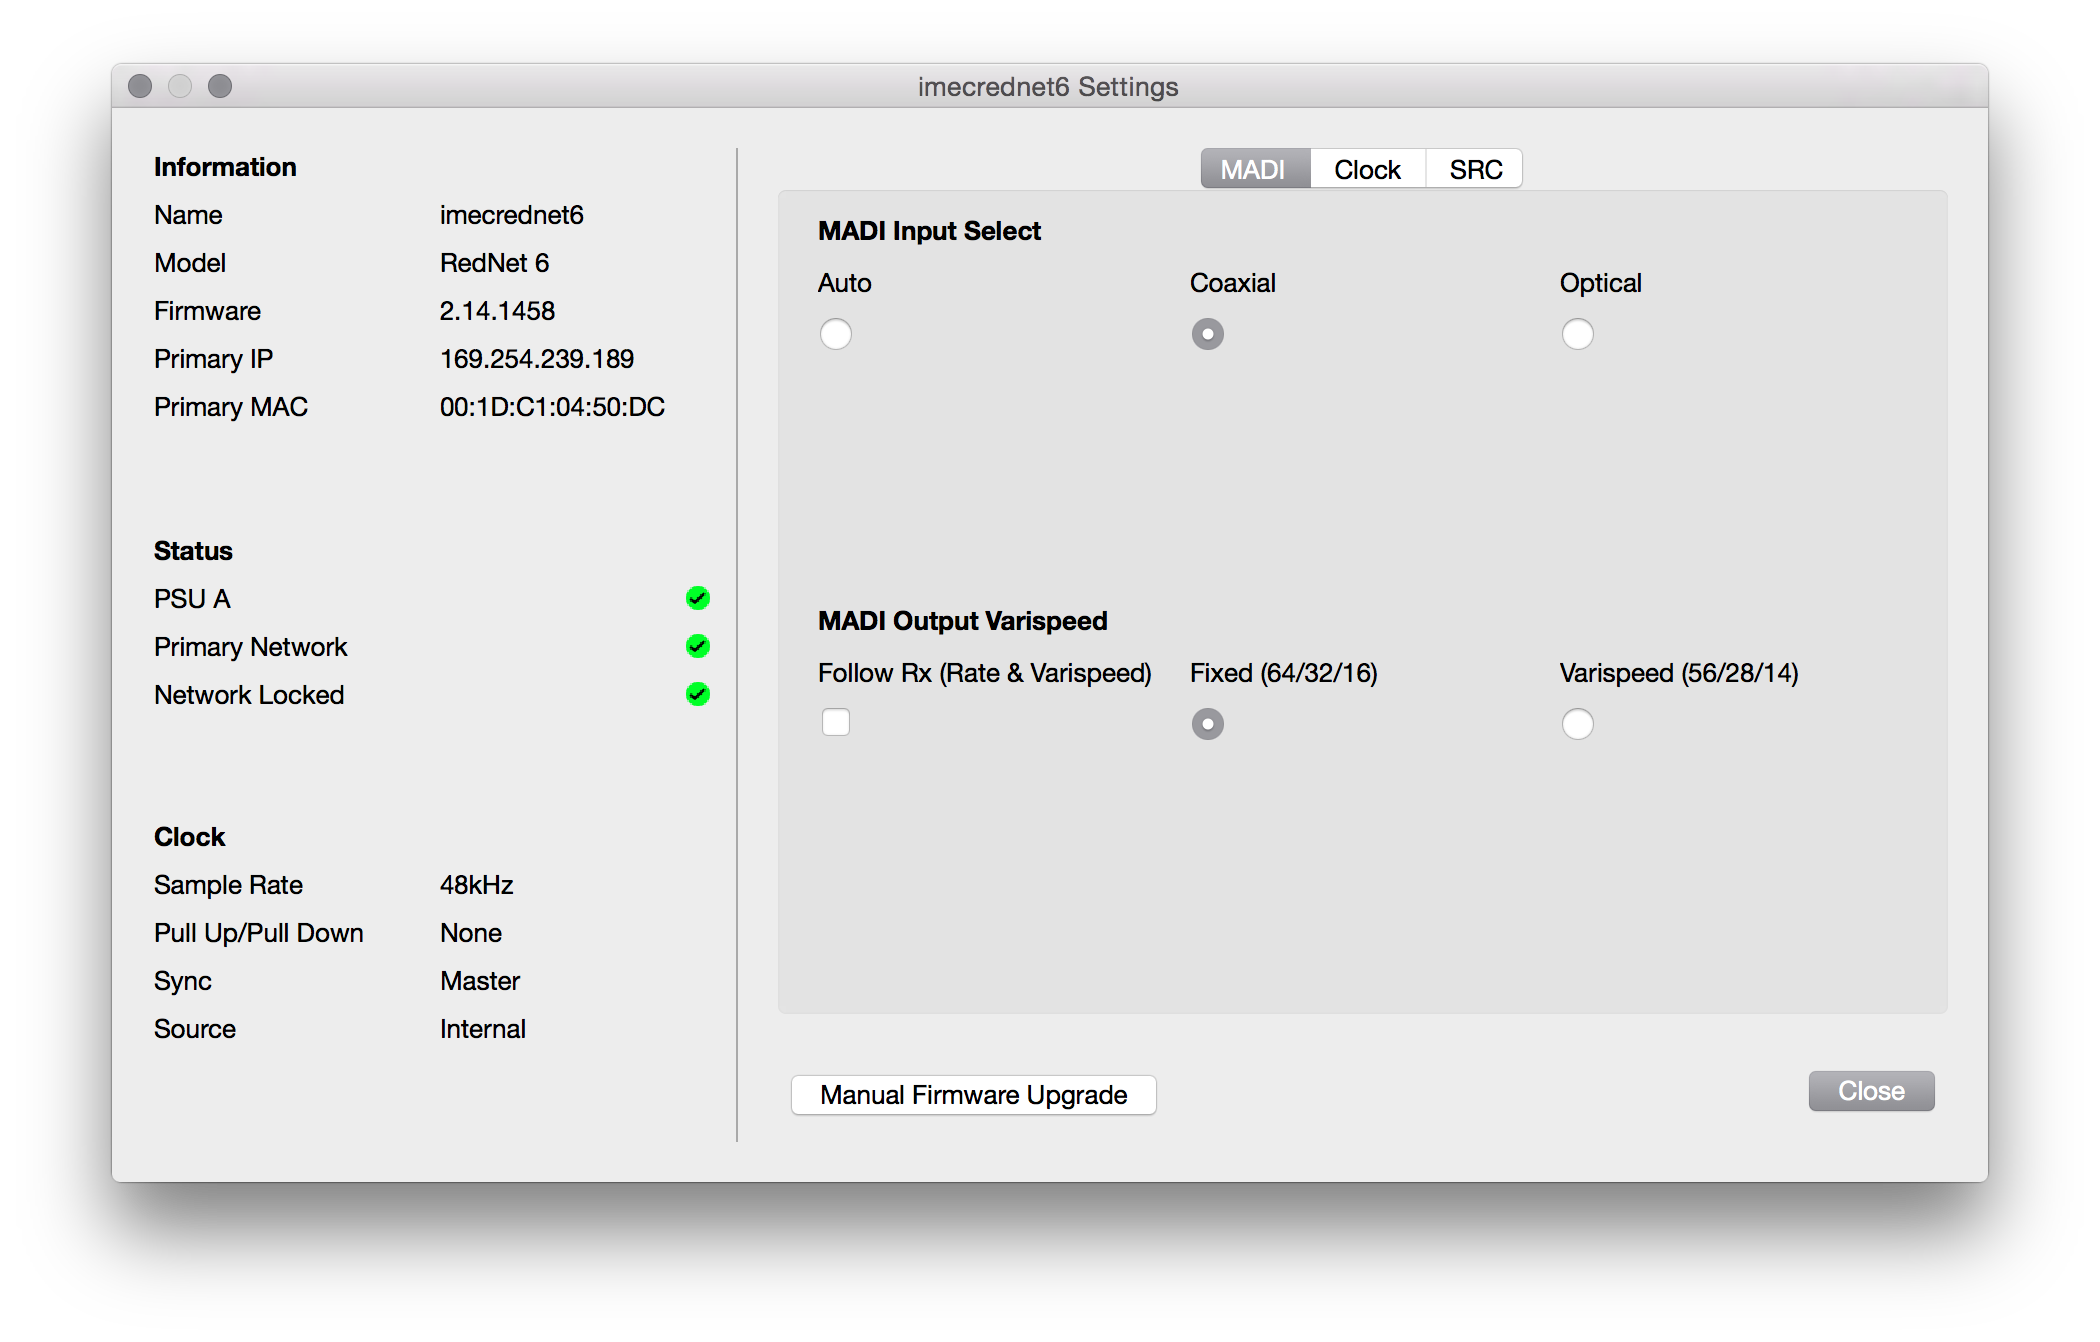 imecrednet6 Settings
Information
Name imecrednet6
Model RedNet 6
Firmware 2.14.1458
Primary IP 169.254.239.189
Primary MAC 00:1D:C1:04:50:DC
Status
PSU A
Primary Network
Network Locked
Clock
Sample Rate 48kHz
Pull Up/Pull Down None
Sync Master
Source Internal
MADI Clock SRC
MADI Input Select
Auto Coaxial Optical
MADI Output Varispeed
Follow Rx (Rate & Varispeed) Fixed (64/32/16) Varispeed (56/28/14)
Manual Firmware Upgrade Close